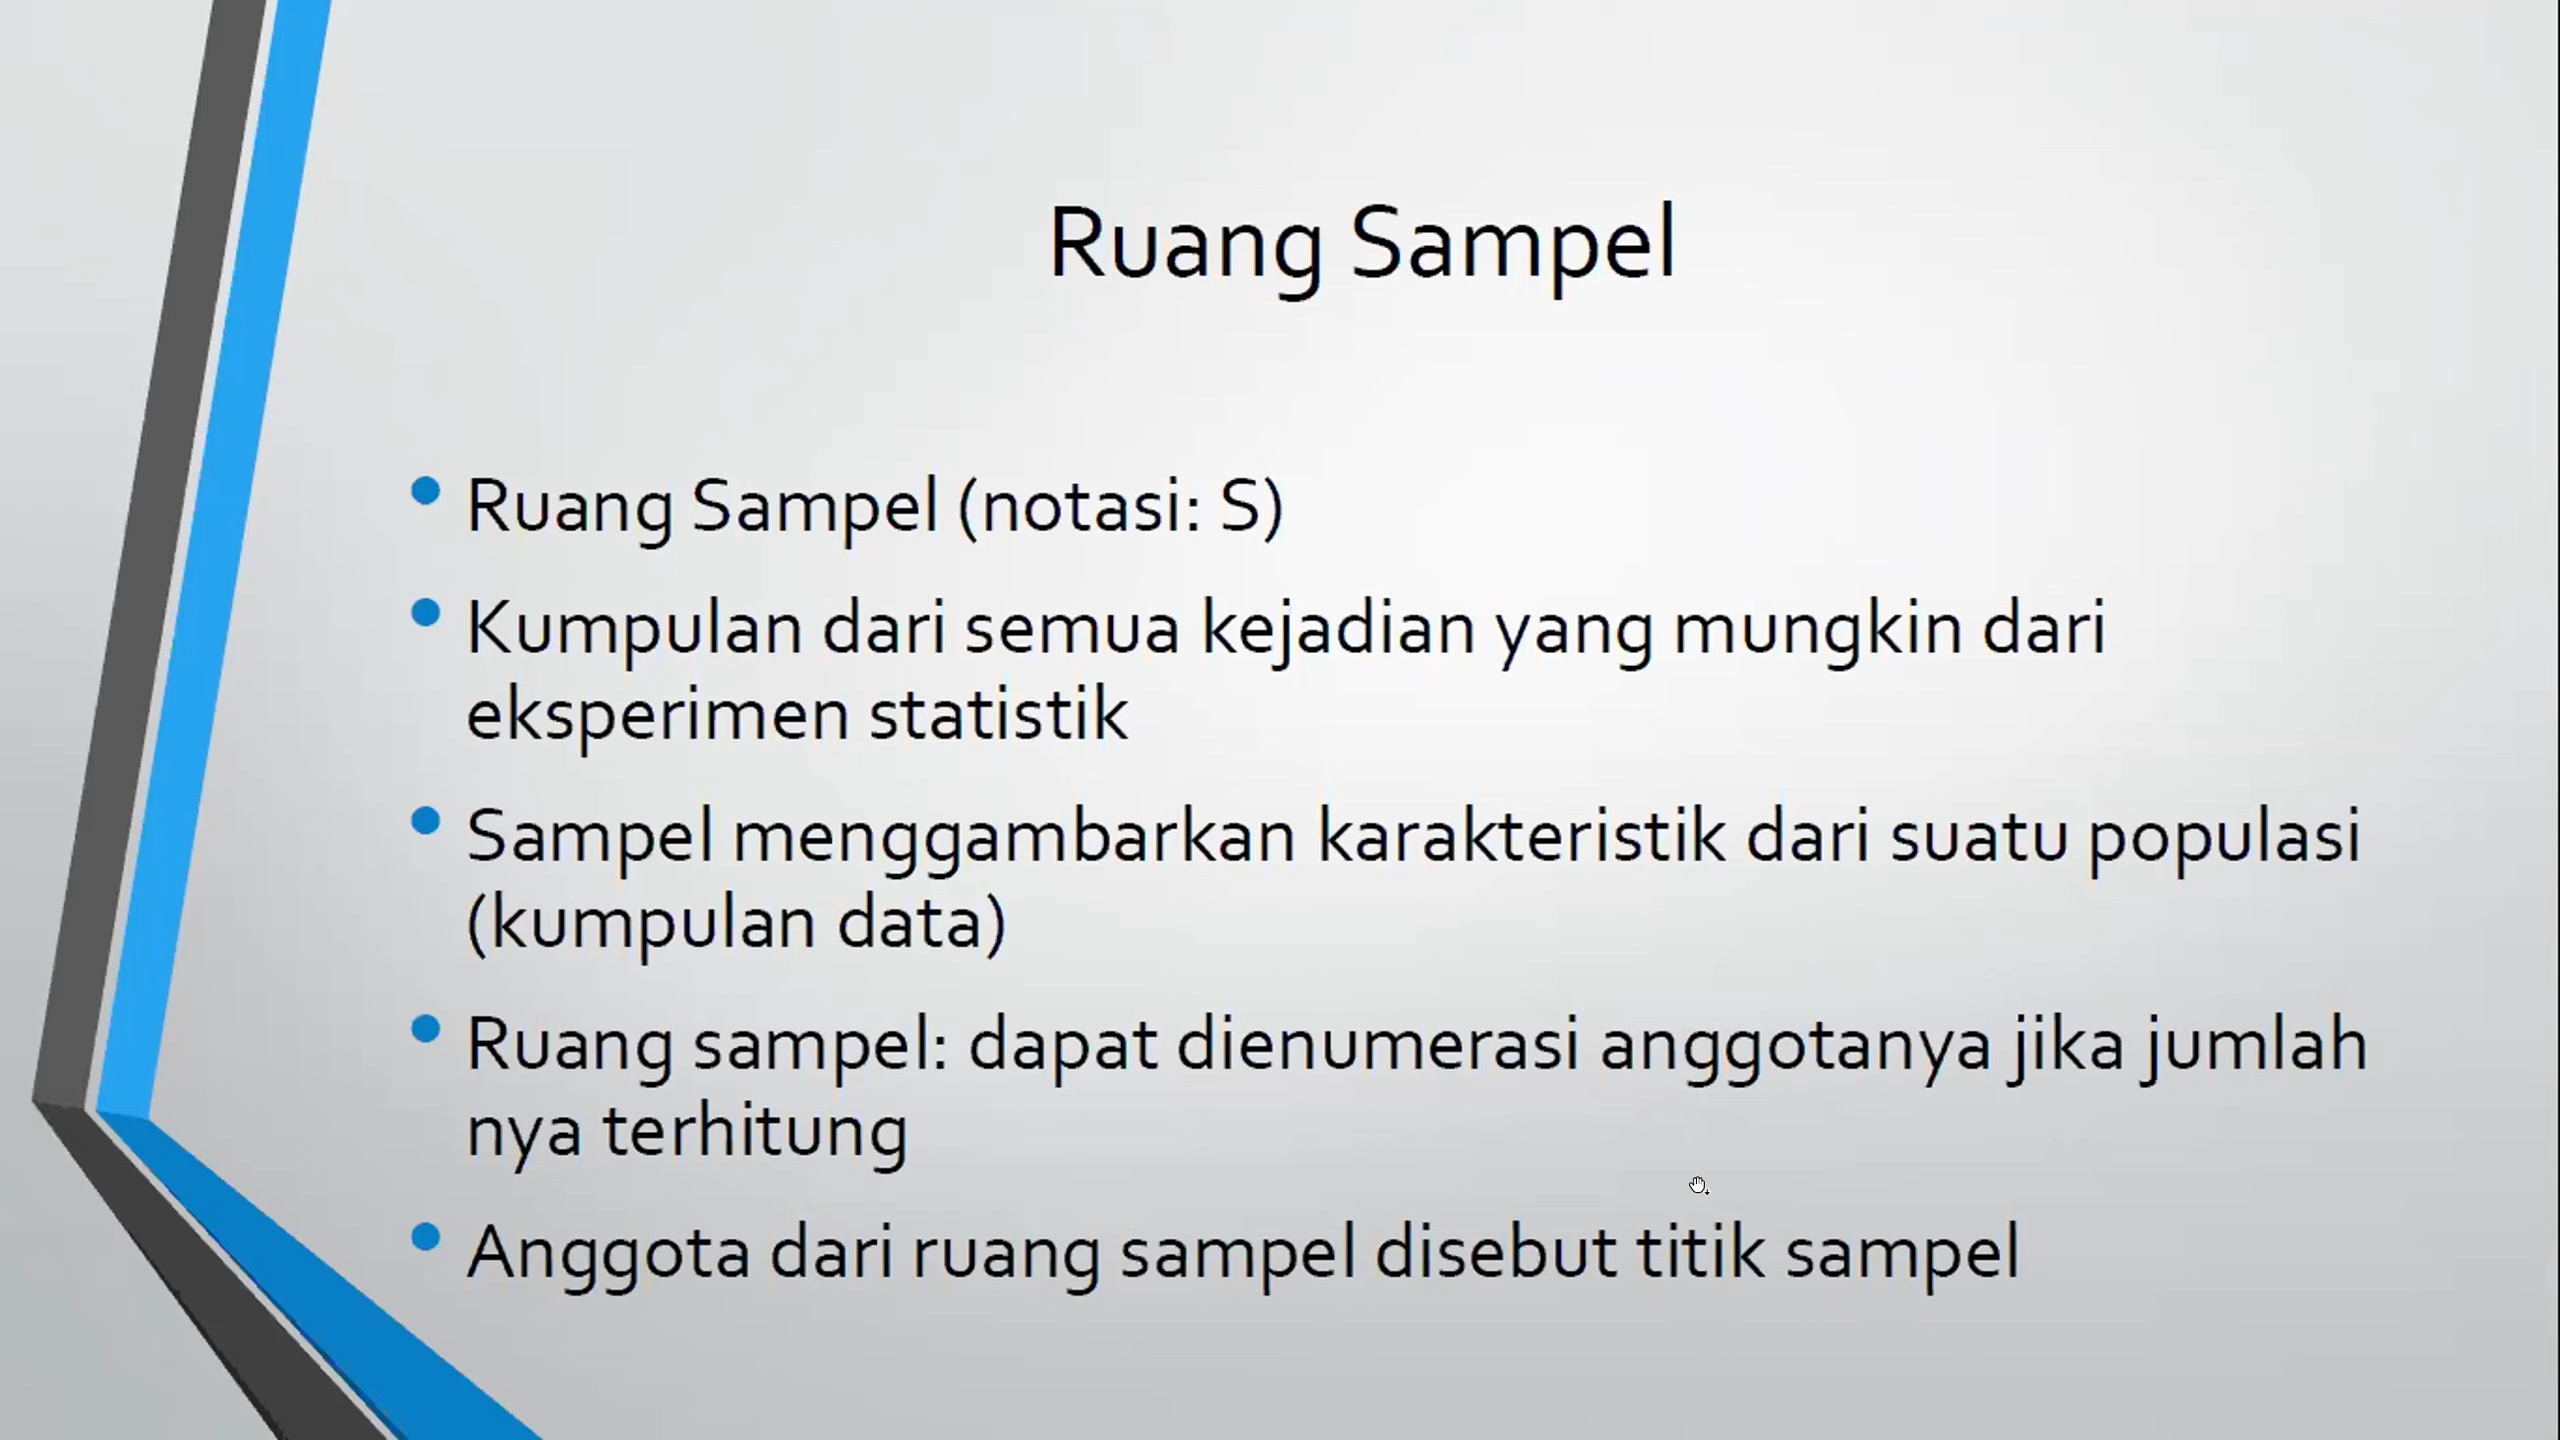 Ruang Sampel
Ruang Sampel (notasi: S)
Kumpulan dari semua kejadian yang mungkin dari
eksperimen statistik
Sampel menggambarkan karakteristik dari suatu populasi
(kumpulan data)
Ruang sampel: dapat dienumerasi anggotanya jika jumlah
nya terhitung
Anggota dari ruang sampel disebut titik sampel